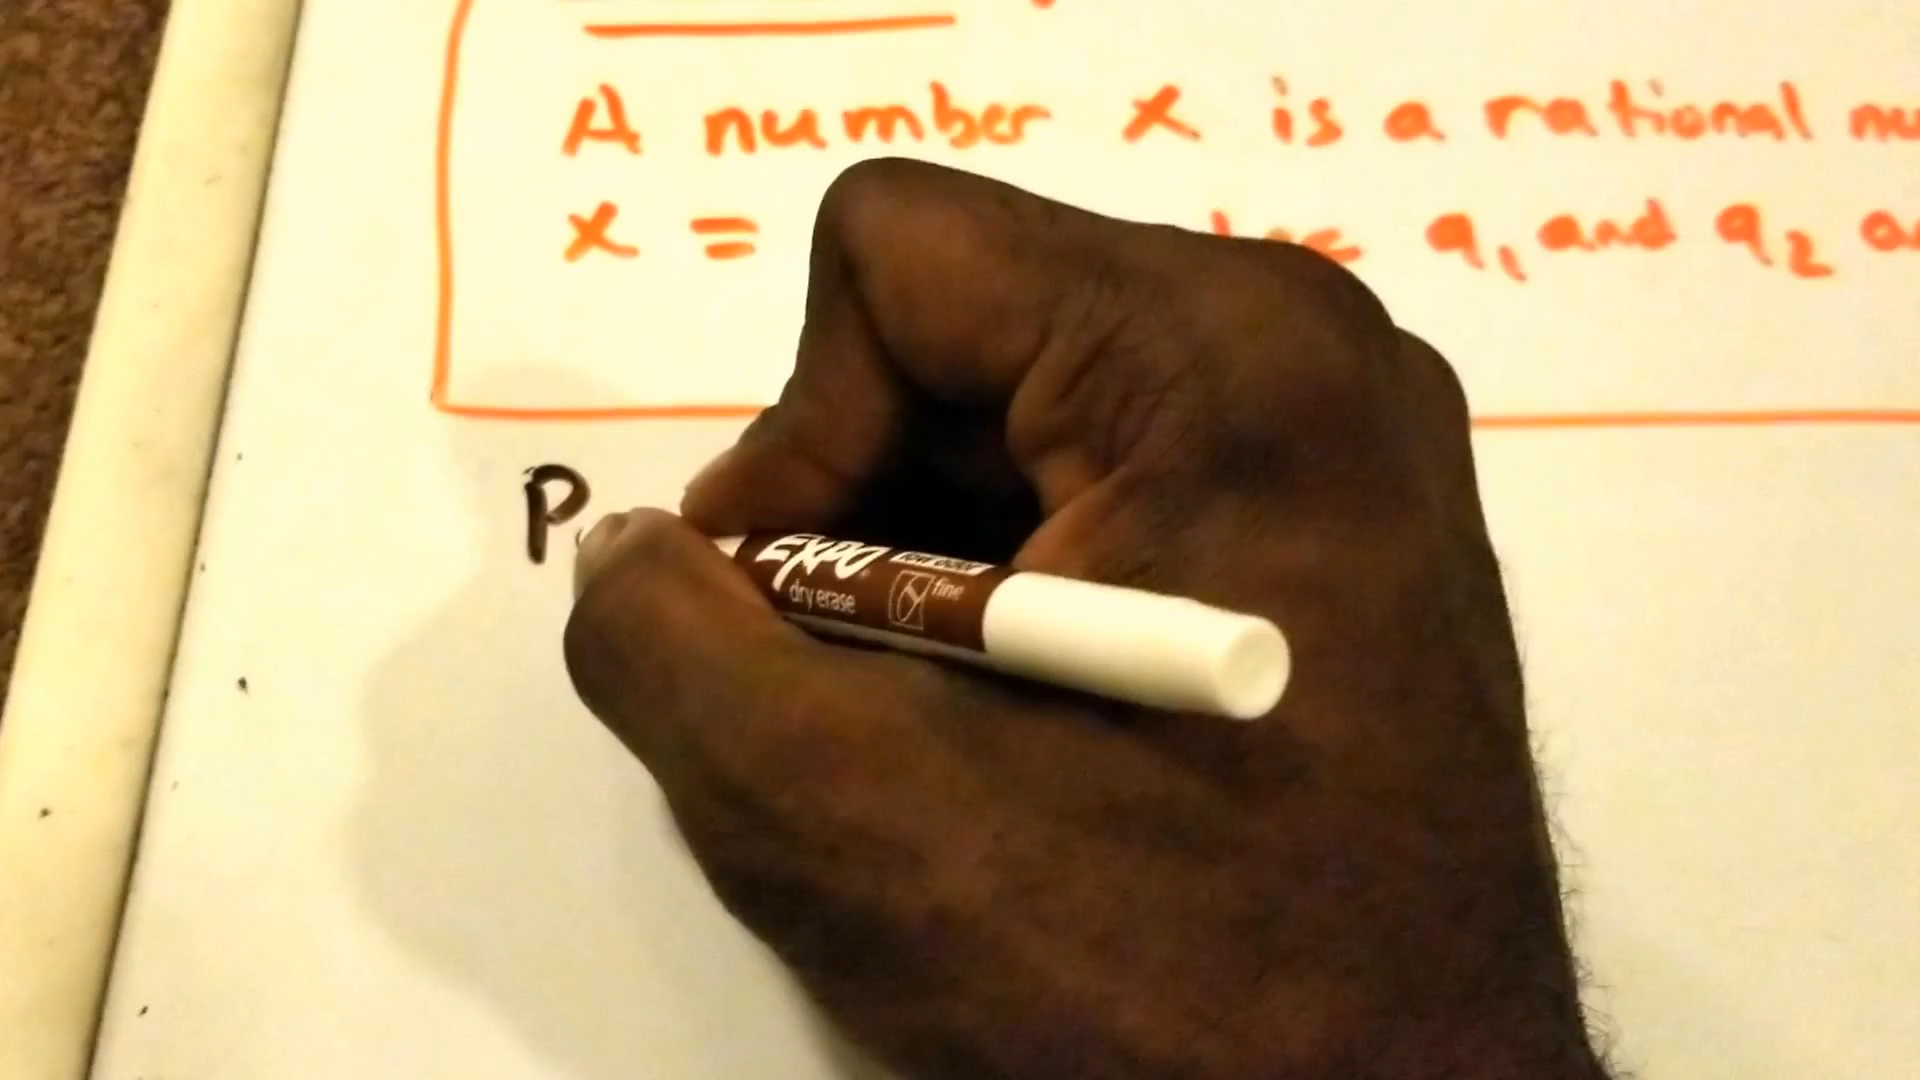 A number x is a rational
x = q1 and q2
P
EXPO
dry erase
fine